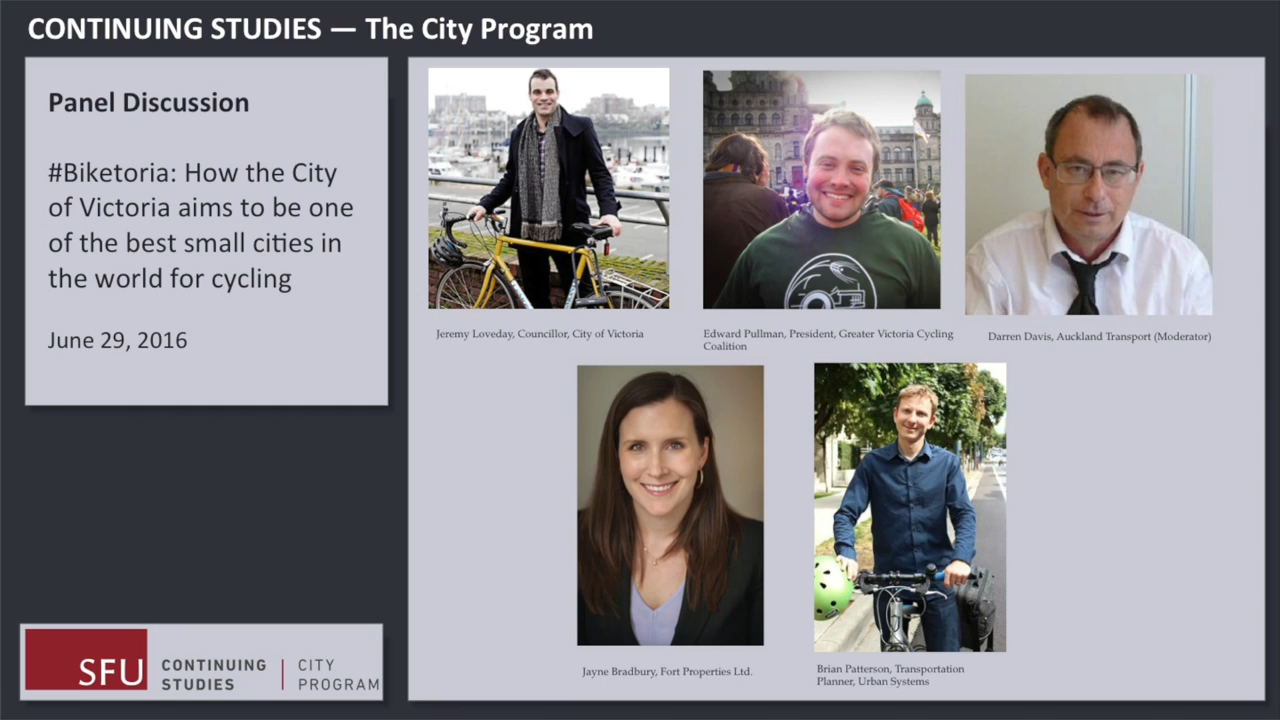 CONTINUING STUDIES — The City Program
Panel Discussion
#Biketoria: How the City
of Victoria aims to be one
of the best small cities in
the world for cycling
June 29, 2016
Jeremy Loveday, Councillor, City of Victoria
Edward Pullman, President, Greater Victoria Cycling
Coalition
Darren Davis, Auckland Transport (Moderator)
Jayne Bradbury, Fort Properties Ltd.
Brian Patterson, Transportation
Planner, Urban Systems
SFU
CONTINUING
STUDIES
CITY
PROGRAM